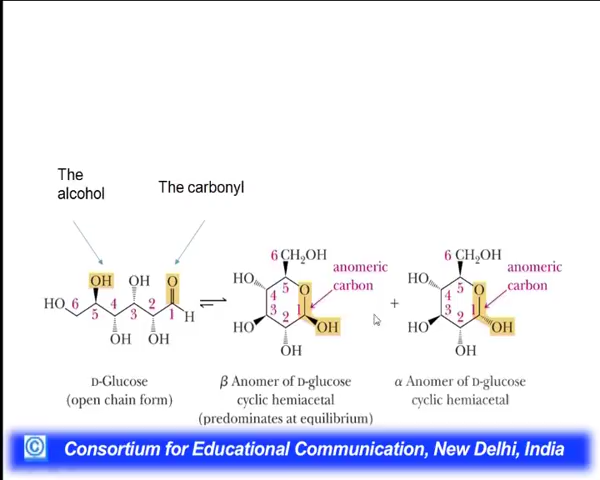 The
alcohol
The carbonyl
OH OH O
HO 6 5 4 3 2 1 H
OH OH
D-Glucose
(open chain form)
6 CH2OH
anomeric
carbon
HO 5 O
4
3 2 1
HO OH
OH
β Anomer of D-glucose
cyclic hemiacetal
(predominates at equilibrium)
+
6 CH2OH
anomeric
carbon
HO 5 O
4
3 2 1
HO OH
OH
α Anomer of D-glucose
cyclic hemiacetal
© Consortium for Educational Communication, New Delhi, India